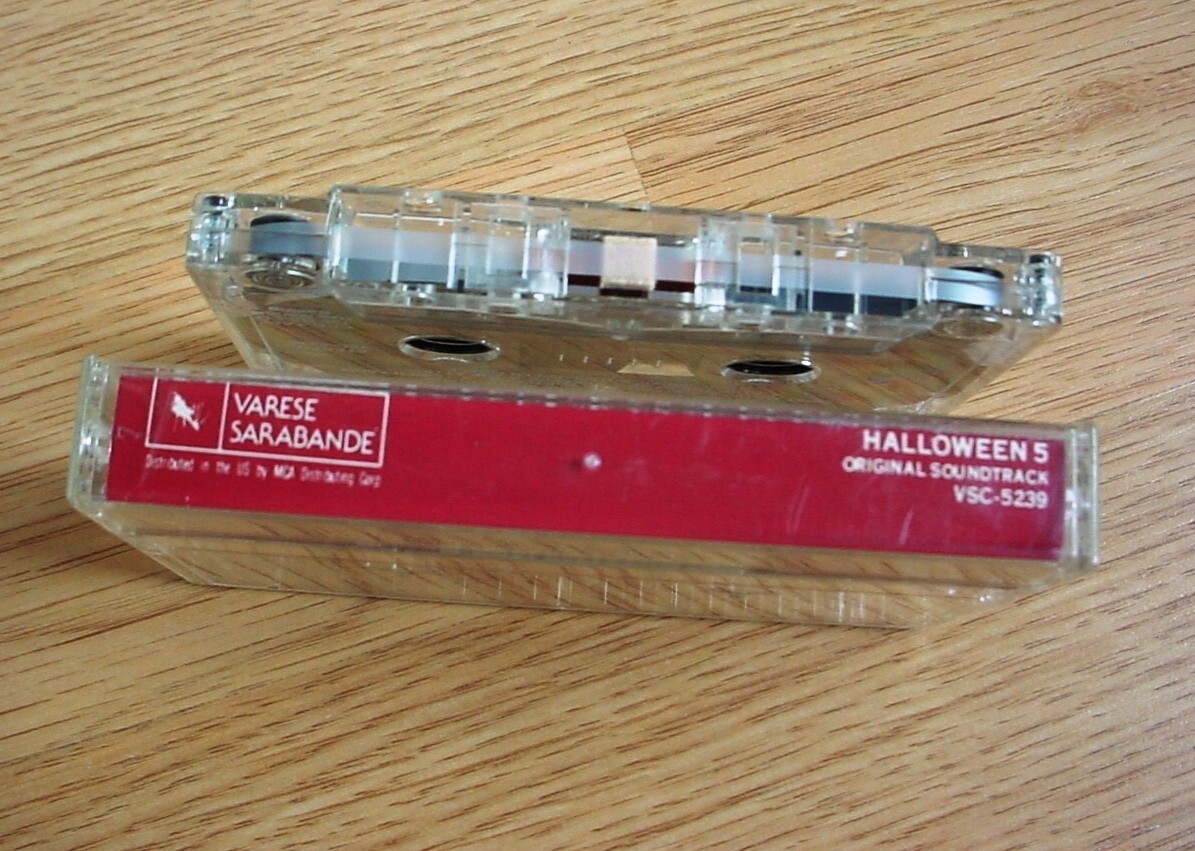 VARESE
SARABANDE
Distributed in the US by MCA Distributing Corp
HALLOWEEN 5
ORIGINAL SOUNDTRACK
VSC-5239